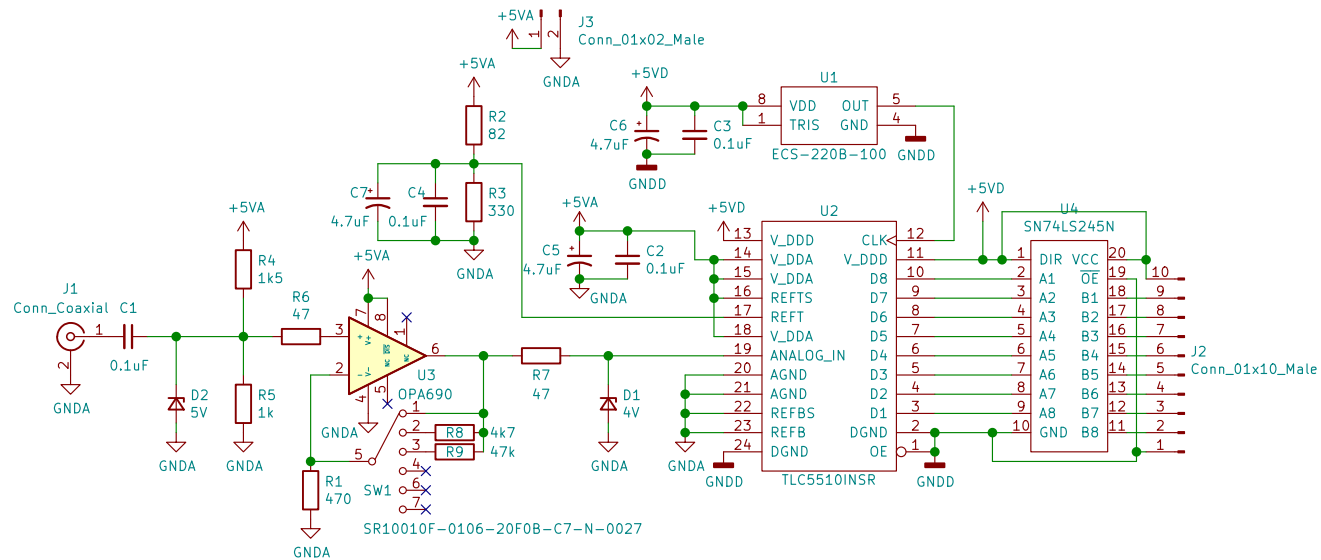 +5VA
1
2
J3
Conn_01x02_Male
GNDA
+5VA
R2
82
C7
4.7uF
C4
0.1uF
R3
330
GNDA
+5VD
C6
4.7uF
C3
0.1uF
GNDD
U1
8 VDD OUT 5
1 TRIS GND 4
ECS-220B-100
GNDD
+5VA
C5
4.7uF
C2
0.1uF
GNDA
+5VA
R4
1k5
J1
Conn_Coaxial
1
2
GNDA
C1
0.1uF
D2
5V
GNDA
R5
1k
GNDA
R6
47
+5VA
3
2
7
8
1
6
4
5
+
-
V+
V-
DIS
NC
NC
U3
OPA690
GNDA
R1
470
GNDA
1
2
3
4
5
6
7
SW1
SR10010F-0106-20F0B-C7-N-0027
R8 4k7
R9 47k
R7
47
D1
4V
GNDA
+5VD
U2
13 V_DDD CLK 12
14 V_DDA V_DDD 11
15 V_DDA D8 10
16 REFTS D7 9
17 REFT D6 8
18 V_DDA D5 7
19 ANALOG_IN D4 6
20 AGND D3 5
21 AGND D2 4
22 REFBS D1 3
23 REFB DGND 2
24 DGND OE 1
TLC5510INSR
GNDA
GNDD
GNDD
+5VD
U4
SN74LS245N
1 DIR VCC 20
2 A1 OE 19
3 A2 B1 18
4 A3 B2 17
5 A4 B3 16
6 A5 B4 15
7 A6 B5 14
8 A7 B6 13
9 A8 B7 12
10 GND B8 11
10
9
8
7
6
5
4
3
2
1
J2
Conn_01x10_Male